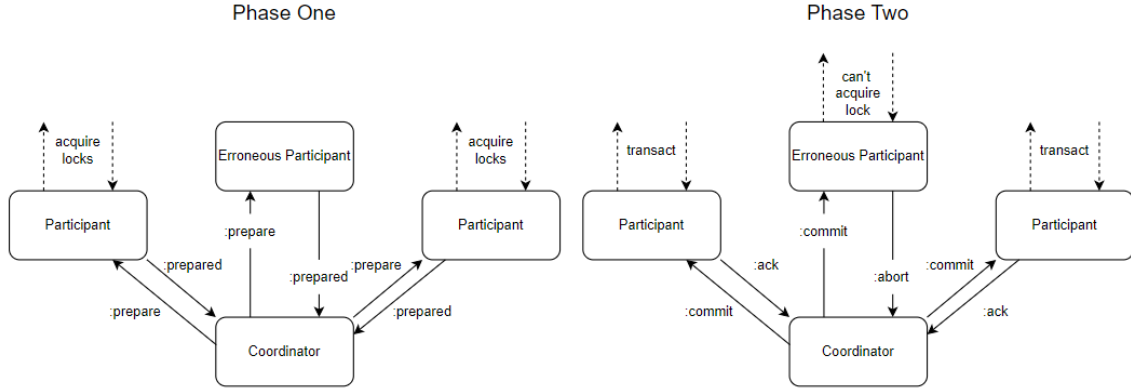 Phase One
Phase Two
can't
acquire
lock
acquire
locks
Erroneous Participant
acquire
locks
transact
Erroneous Participant
transact
Participant
:prepare
Participant
Participant
:commit
Participant
:prepared
:prepared
:prepare
:ack
:abort
:commit
:prepare
:prepared
:commit
:ack
Coordinator
Coordinator